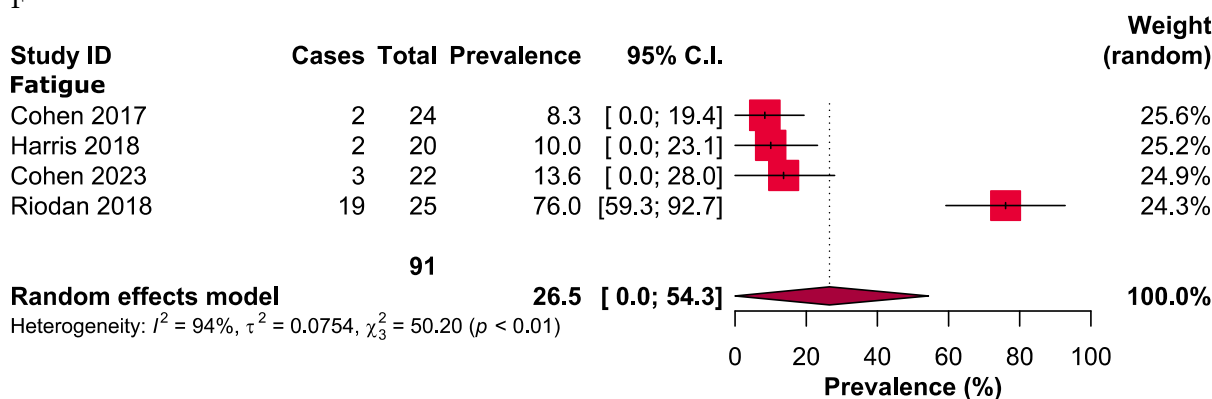 Weight
Study ID Cases Total Prevalence 95% C.I. (random)
Fatigue
Cohen 2017 2 24 8.3 [ 0.0; 19.4] 25.6%
Harris 2018 2 20 10.0 [ 0.0; 23.1] 25.2%
Cohen 2023 3 22 13.6 [ 0.0; 28.0] 24.9%
Riodan 2018 19 25 76.0 [59.3; 92.7] 24.3%
91
Random effects model 26.5 [ 0.0; 54.3] 100.0%
Heterogeneity: I² = 94%, τ² = 0.0754, χ²₃ = 50.20 (p < 0.01)
0 20 40 60 80 100
Prevalence (%)